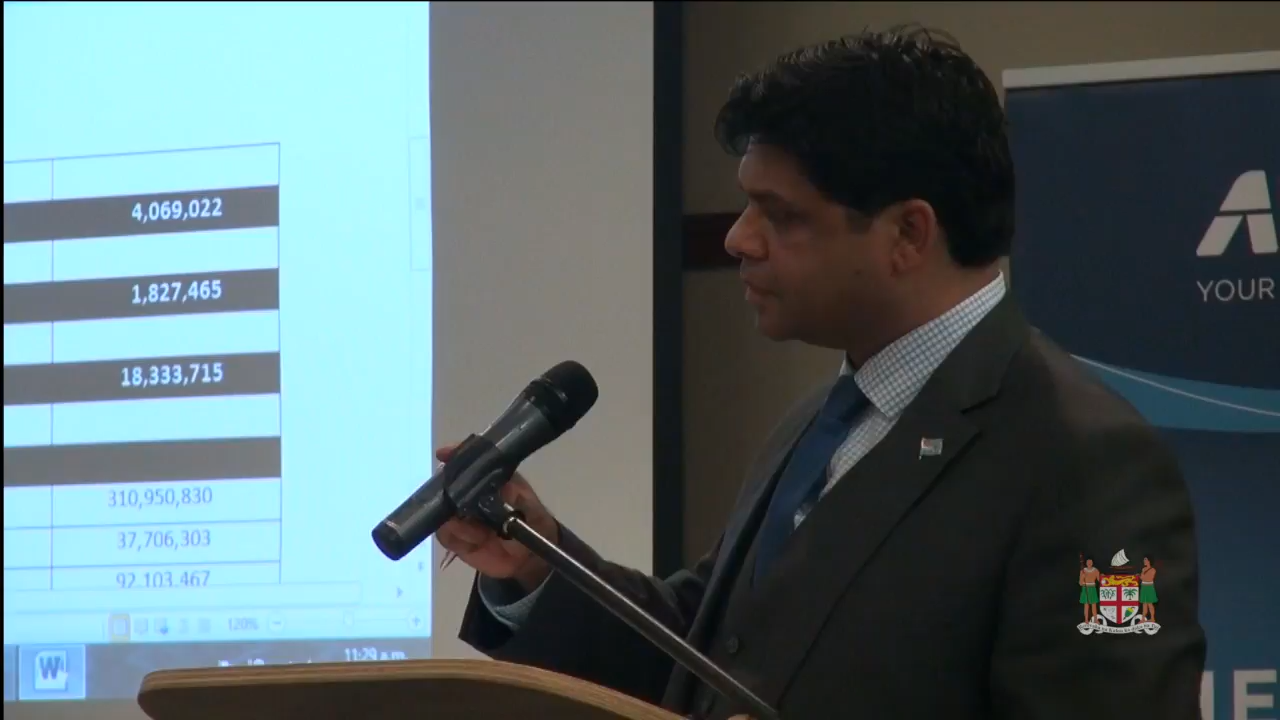 4,069,022
1,827,465
18,333,715
310,950,830
37,706,303
92,103,467
120%
W
11:29 a.m.
A
YOUR
IE